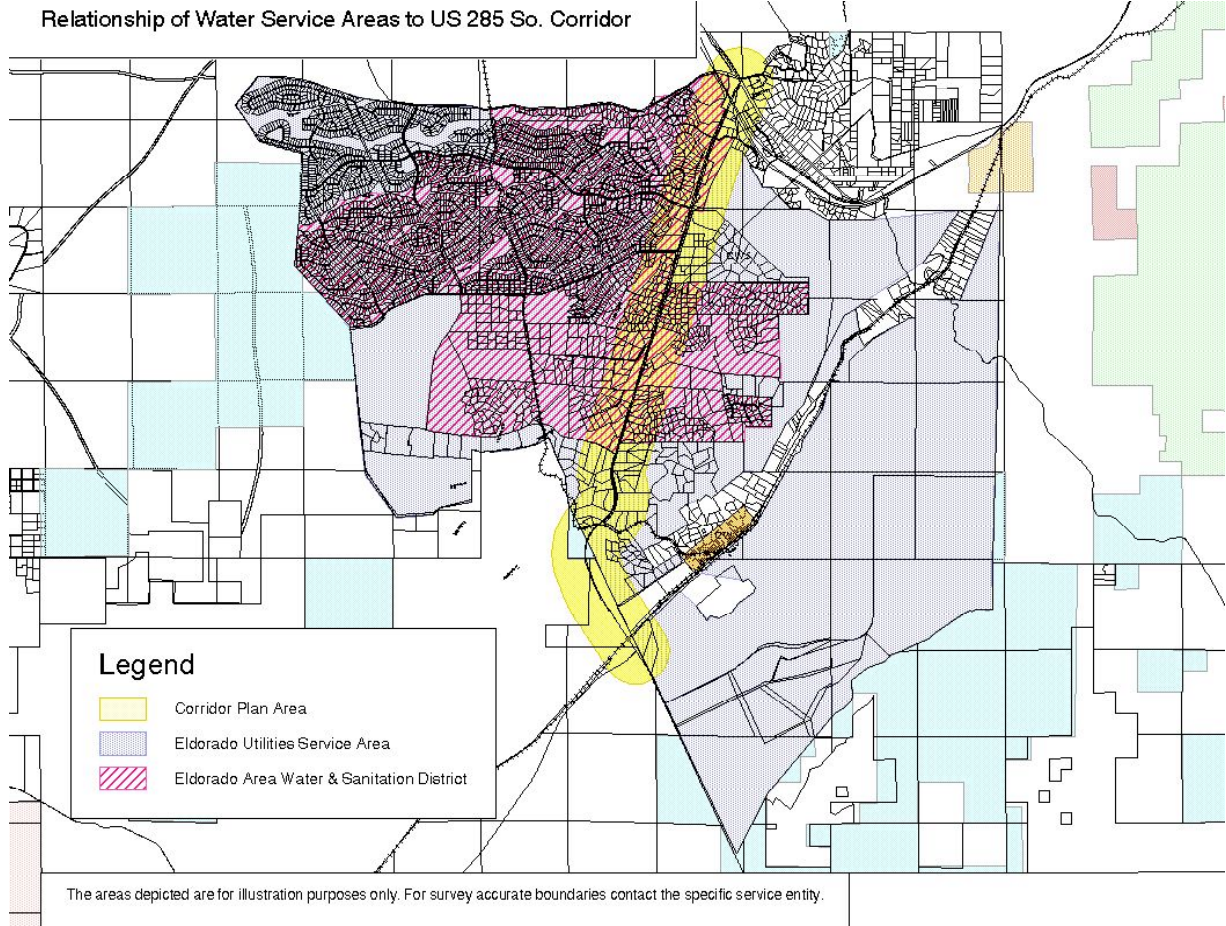 Relationship of Water Service Areas to US 285 So. Corridor
Legend
Corridor Plan Area
Eldorado Utilities Service Area
Eldorado Area Water & Sanitation District
The areas depicted are for illustration purposes only. For survey accurate boundaries contact the specific service entity.